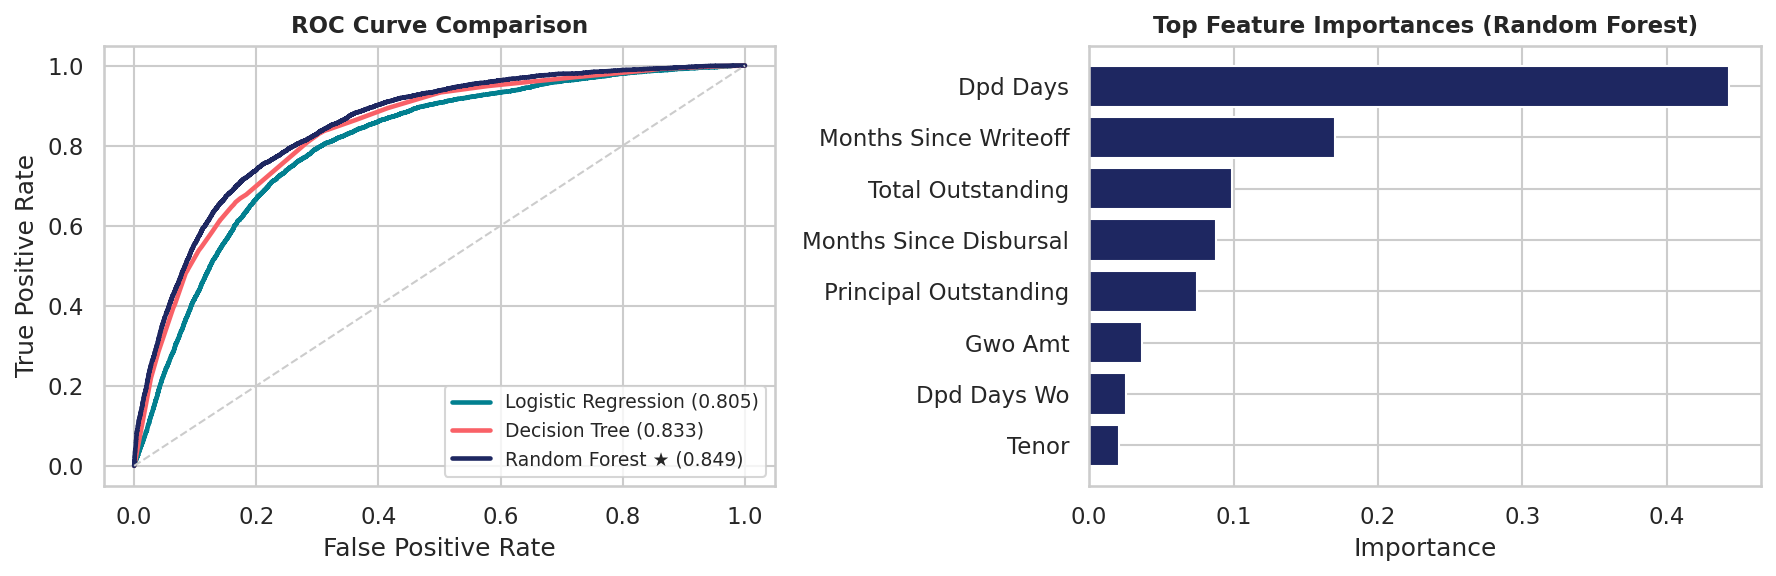 ROC Curve Comparison
1.0
0.8
0.6
0.4
0.2
0.0
True Positive Rate
Logistic Regression (0.805)
Decision Tree (0.833)
Random Forest ★ (0.849)
0.0 0.2 0.4 0.6 0.8 1.0
False Positive Rate
Top Feature Importances (Random Forest)
Dpd Days
Months Since Writeoff
Total Outstanding
Months Since Disbursal
Principal Outstanding
Gwo Amt
Dpd Days Wo
Tenor
0.0 0.1 0.2 0.3 0.4
Importance